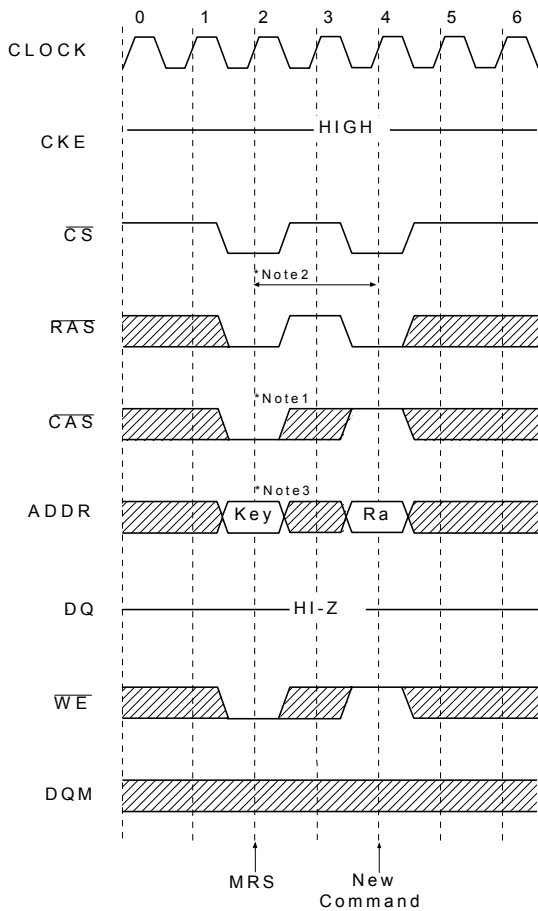 0 1 2 3 4 5 6
CLOCK
HIGH
CKE
CS
*Note2
RAS
*Note1
CAS
*Note3
ADDR
Key
Ra
DQ
HI-Z
WE
DQM
MRS
New
Command